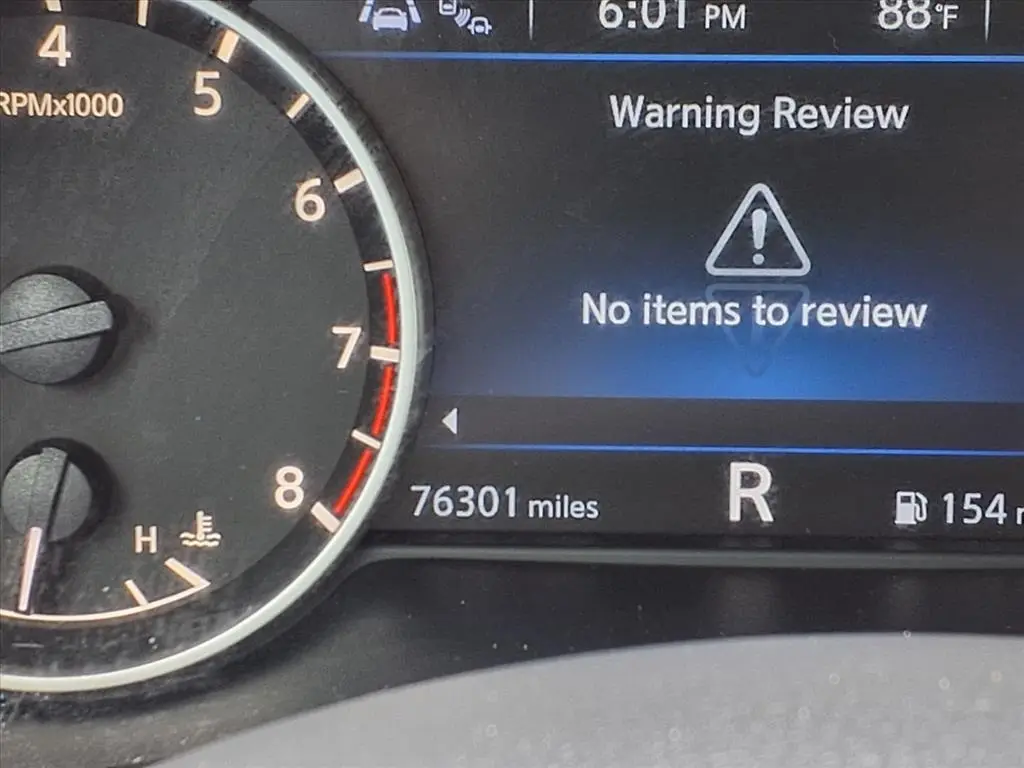 6:01 PM 88°F
4
5
RPMx1000
Warning Review
6
No items to review
7
8
76301 miles
R
154
H